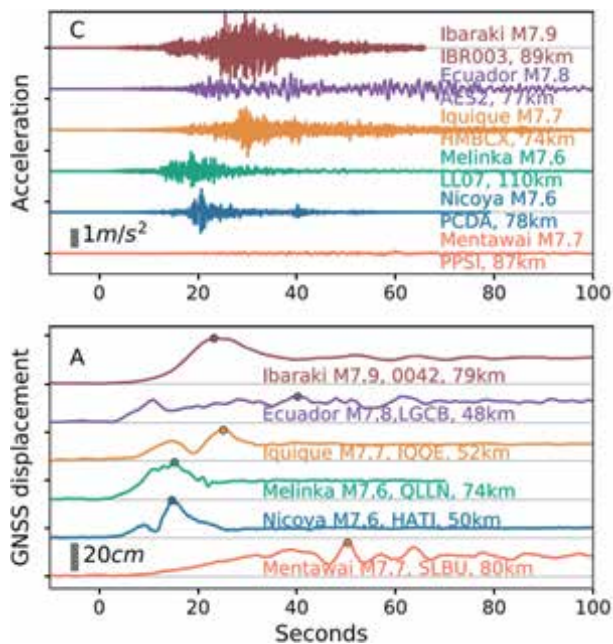 C
Acceleration
Ibaraki M7.9
IBR003, 89km
Ecuador M7.8
AES2, 77km
Iquique M7.7
HMBCX, 74km
Melinka M7.6
LL07, 110km
Nicoya M7.6
PCDA, 78km
Mentawai M7.7
PPSI, 87km
1m/s²
0 20 40 60 80 100
A
GNSS displacement
Ibaraki M7.9, 0042, 79km
Ecuador M7.8,LGCB, 48km
Iquique M7.7, IQQE, 52km
Melinka M7.6, QLLN, 74km
Nicoya M7.6, HATI, 50km
Mentawai M7.7, SLBU, 80km
20cm
0 20 40 60 80 100
Seconds